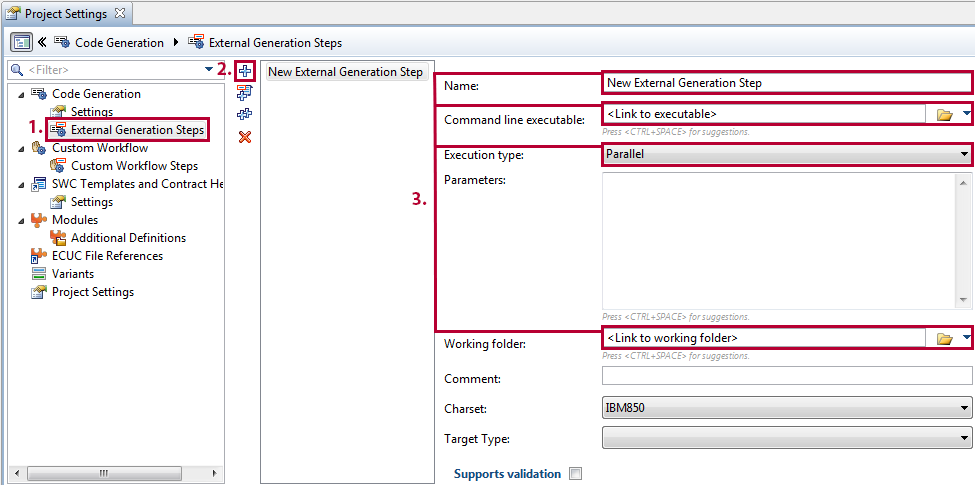 Project Settings
Code Generation
External Generation Steps
<Filter>
2.
Code Generation
Settings
1.
External Generation Steps
Custom Workflow
Custom Workflow Steps
SWC Templates and Contract He
Settings
Modules
Additional Definitions
ECUC File References
Variants
Project Settings
New External Generation Step
3.
Name:
New External Generation Step
Command line executable:
<Link to executable>
Press <CTRL+SPACE> for suggestions.
Execution type:
Parallel
Parameters:
Press <CTRL+SPACE> for suggestions.
Working folder:
<Link to working folder>
Press <CTRL+SPACE> for suggestions.
Comment:
Charset:
IBM850
Target Type:
Supports validation